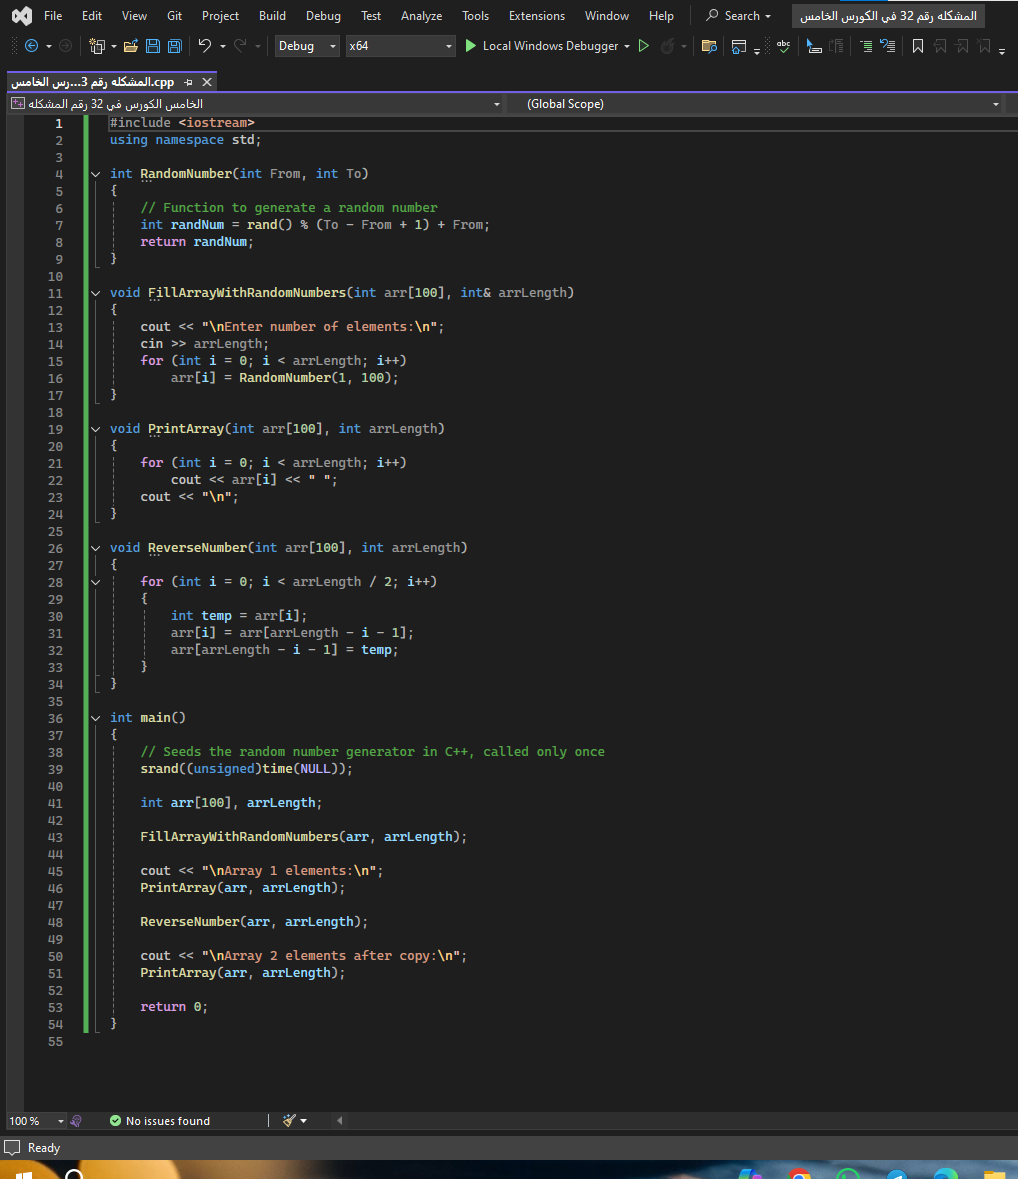 File Edit View Git Project Build Debug Test Analyze Tools Extensions Window Help Search المشكله رقم 32 في الكورس الخامس
Debug x64 Local Windows Debugger
المشكله رقم 3...رس الخامس.cpp
المشكله رقم 32 في الكورس الخامس (Global Scope)
1 #include <iostream>
2 using namespace std;
3
4 int RandomNumber(int From, int To)
5 {
6 // Function to generate a random number
7 int randNum = rand() % (To - From + 1) + From;
8 return randNum;
9 }
10
11 void FillArrayWithRandomNumbers(int arr[100], int& arrLength)
12 {
13 cout << "\nEnter number of elements:\n";
14 cin >> arrLength;
15 for (int i = 0; i < arrLength; i++)
16 arr[i] = RandomNumber(1, 100);
17 }
18
19 void PrintArray(int arr[100], int arrLength)
20 {
21 for (int i = 0; i < arrLength; i++)
22 cout << arr[i] << " ";
23 cout << "\n";
24 }
25
26 void ReverseNumber(int arr[100], int arrLength)
27 {
28 for (int i = 0; i < arrLength / 2; i++)
29 {
30 int temp = arr[i];
31 arr[i] = arr[arrLength - i - 1];
32 arr[arrLength - i - 1] = temp;
33 }
34 }
35
36 int main()
37 {
38 // Seeds the random number generator in C++, called only once
39 srand((unsigned)time(NULL));
40
41 int arr[100], arrLength;
42
43 FillArrayWithRandomNumbers(arr, arrLength);
44
45 cout << "\nArray 1 elements:\n";
46 PrintArray(arr, arrLength);
47
48 ReverseNumber(arr, arrLength);
49
50 cout << "\nArray 2 elements after copy:\n";
51 PrintArray(arr, arrLength);
52
53 return 0;
54 }
55
100 % No issues found
Ready